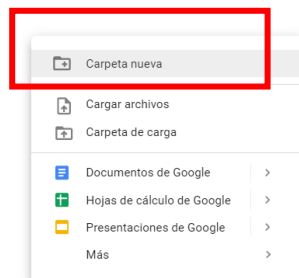 Carpeta nueva
Cargar archivos
Carpeta de carga
Documentos de Google
Hojas de cálculo de Google
Presentaciones de Google
Más